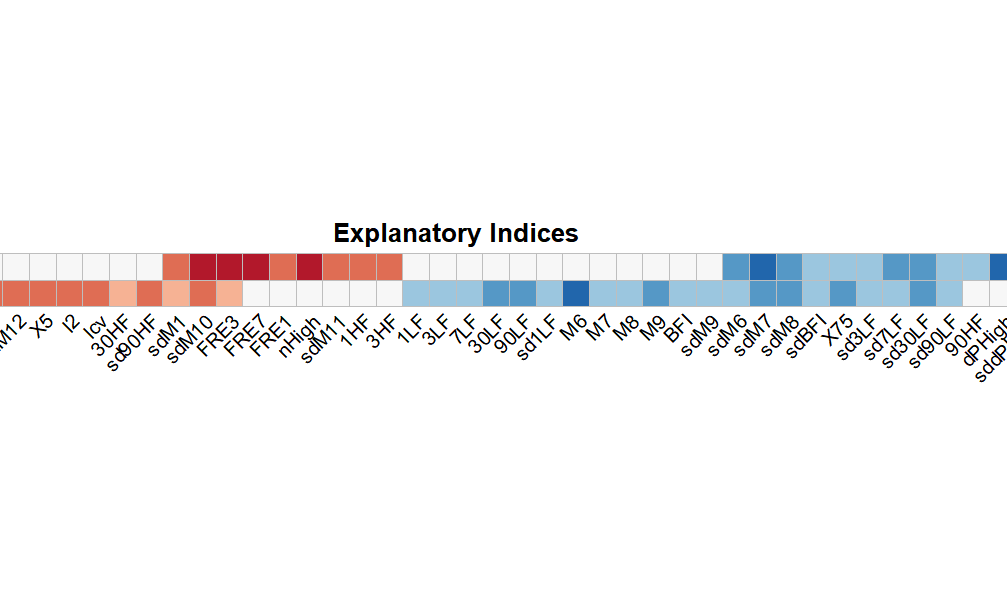 Explanatory Indices
M12
X5
I2
Icv
30HF
sd90HF
sdM1
sdM10
FRE3
FRE7
FRE1
nHigh
sdM11
1HF
3HF
1LF
3LF
7LF
30LF
90LF
sd1LF
M6
M7
M8
M9
BFI
sdM9
sdM6
sdM7
sdM8
sdBFI
X75
sd3LF
sd7LF
sd30LF
sd90LF
90HF
dPHigh